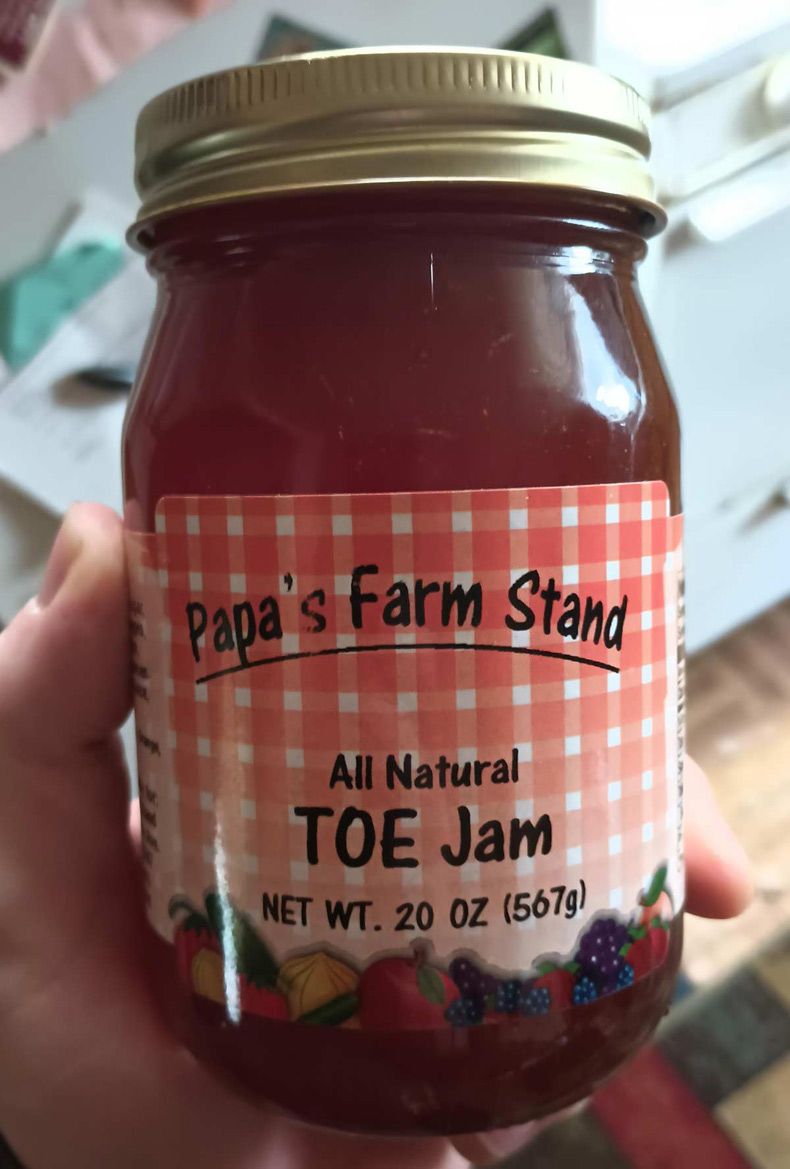 Papa's Farm Stand
All Natural
TOE Jam
NET WT. 20 OZ (567g)